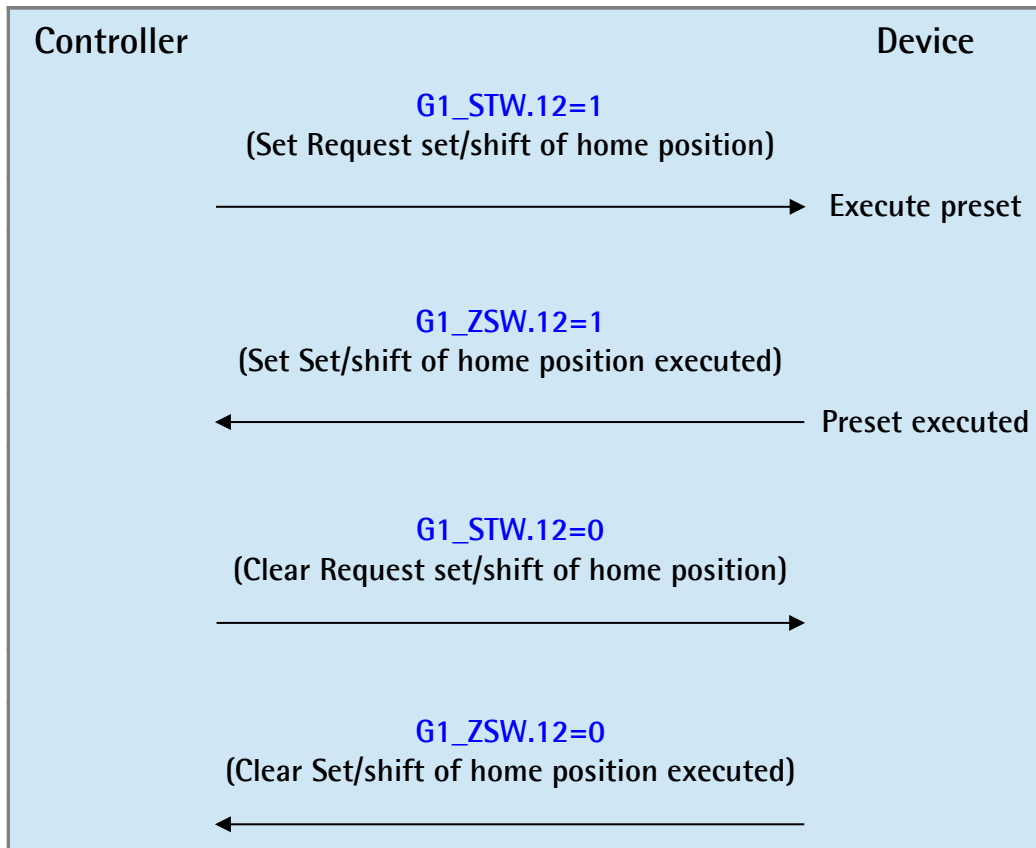 Controller
Device
G1_STW.12=1
(Set Request set/shift of home position)
Execute preset
G1_ZSW.12=1
(Set Set/shift of home position executed)
Preset executed
G1_STW.12=0
(Clear Request set/shift of home position)
G1_ZSW.12=0
(Clear Set/shift of home position executed)